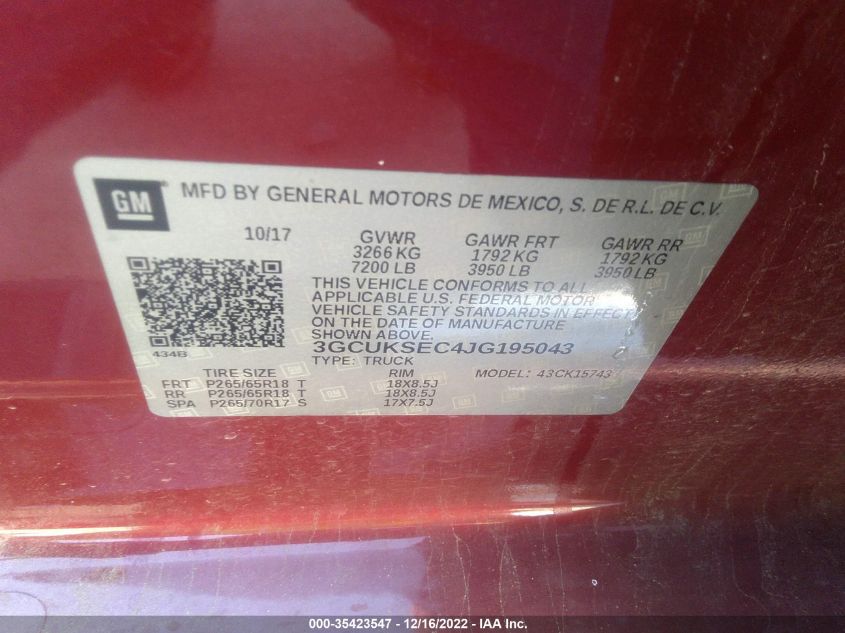 GM MFD BY GENERAL MOTORS DE MEXICO, S. DE R.L. DE C.V.
10/17 GVWR GAWR FRT GAWR RR
3266 KG 1792 KG 1792 KG
7200 LB 3950 LB 3950 LB
THIS VEHICLE CONFORMS TO ALL
APPLICABLE U.S. FEDERAL MOTOR
VEHICLE SAFETY STANDARDS IN EFFECT
ON THE DATE OF MANUFACTURE
SHOWN ABOVE.
434B 3GCUKSEC4JG195043
TYPE: TRUCK
TIRE SIZE RIM MODEL: 43CK15743
FRT P265/65R18 T 18X8.5J
RR P265/65R18 T 18X8.5J
SPA P265/70R17 S 17X7.5J
000-35423547 - 12/16/2022 - IAA Inc.